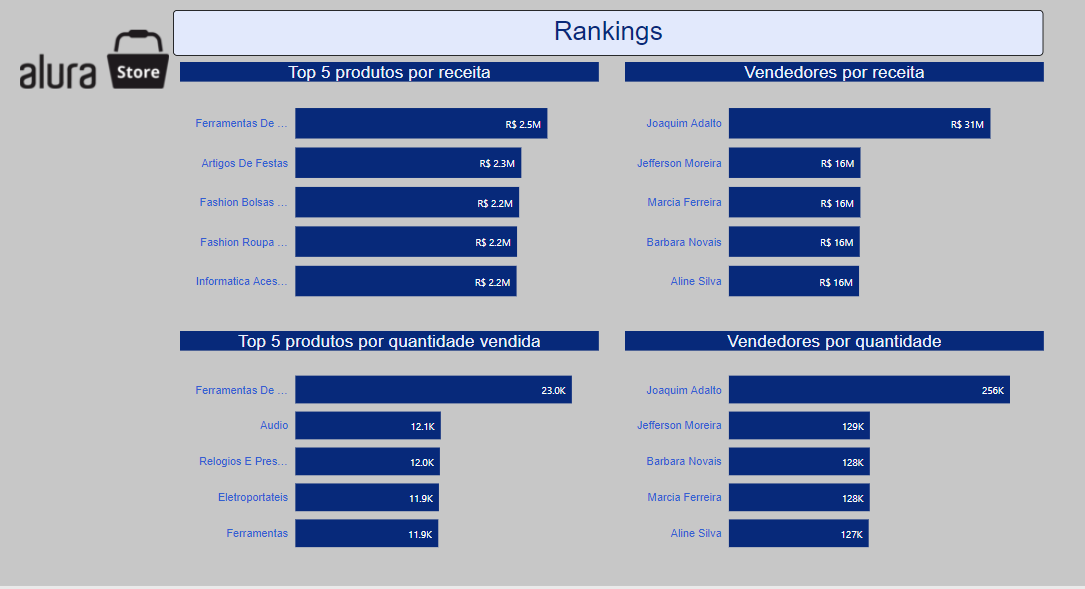 alura Store
Rankings
Top 5 produtos por receita
Ferramentas De ... R$ 2.5M
Artigos De Festas R$ 2.3M
Fashion Bolsas ... R$ 2.2M
Fashion Roupa ... R$ 2.2M
Informatica Aces... R$ 2.2M
Vendedores por receita
Joaquim Adalto R$ 31M
Jefferson Moreira R$ 16M
Marcia Ferreira R$ 16M
Barbara Novais R$ 16M
Aline Silva R$ 16M
Top 5 produtos por quantidade vendida
Ferramentas De ... 23.0K
Audio 12.1K
Relogios E Pres... 12.0K
Eletroportateis 11.9K
Ferramentas 11.9K
Vendedores por quantidade
Joaquim Adalto 256K
Jefferson Moreira 129K
Barbara Novais 128K
Marcia Ferreira 128K
Aline Silva 127K